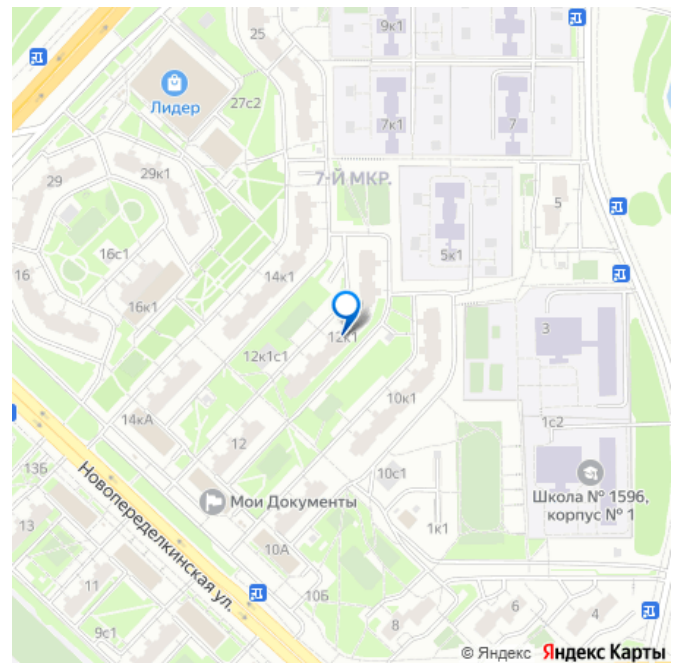 9к1
25
Лидер
27с2
7к1
7
29
29к1
7-Й МКР.
5
16с1
5к1
16
14к1
16к1
3
12к1
12к1с1
10к1
14кА
1с2
12
13Б
10с1
Мои Документы
Школа № 1596,
корпус № 1
1к1
13
Новопеределкинская ул.
10А
11
10Б
6
4
8
9с1
© Яндекс Яндекс Карты